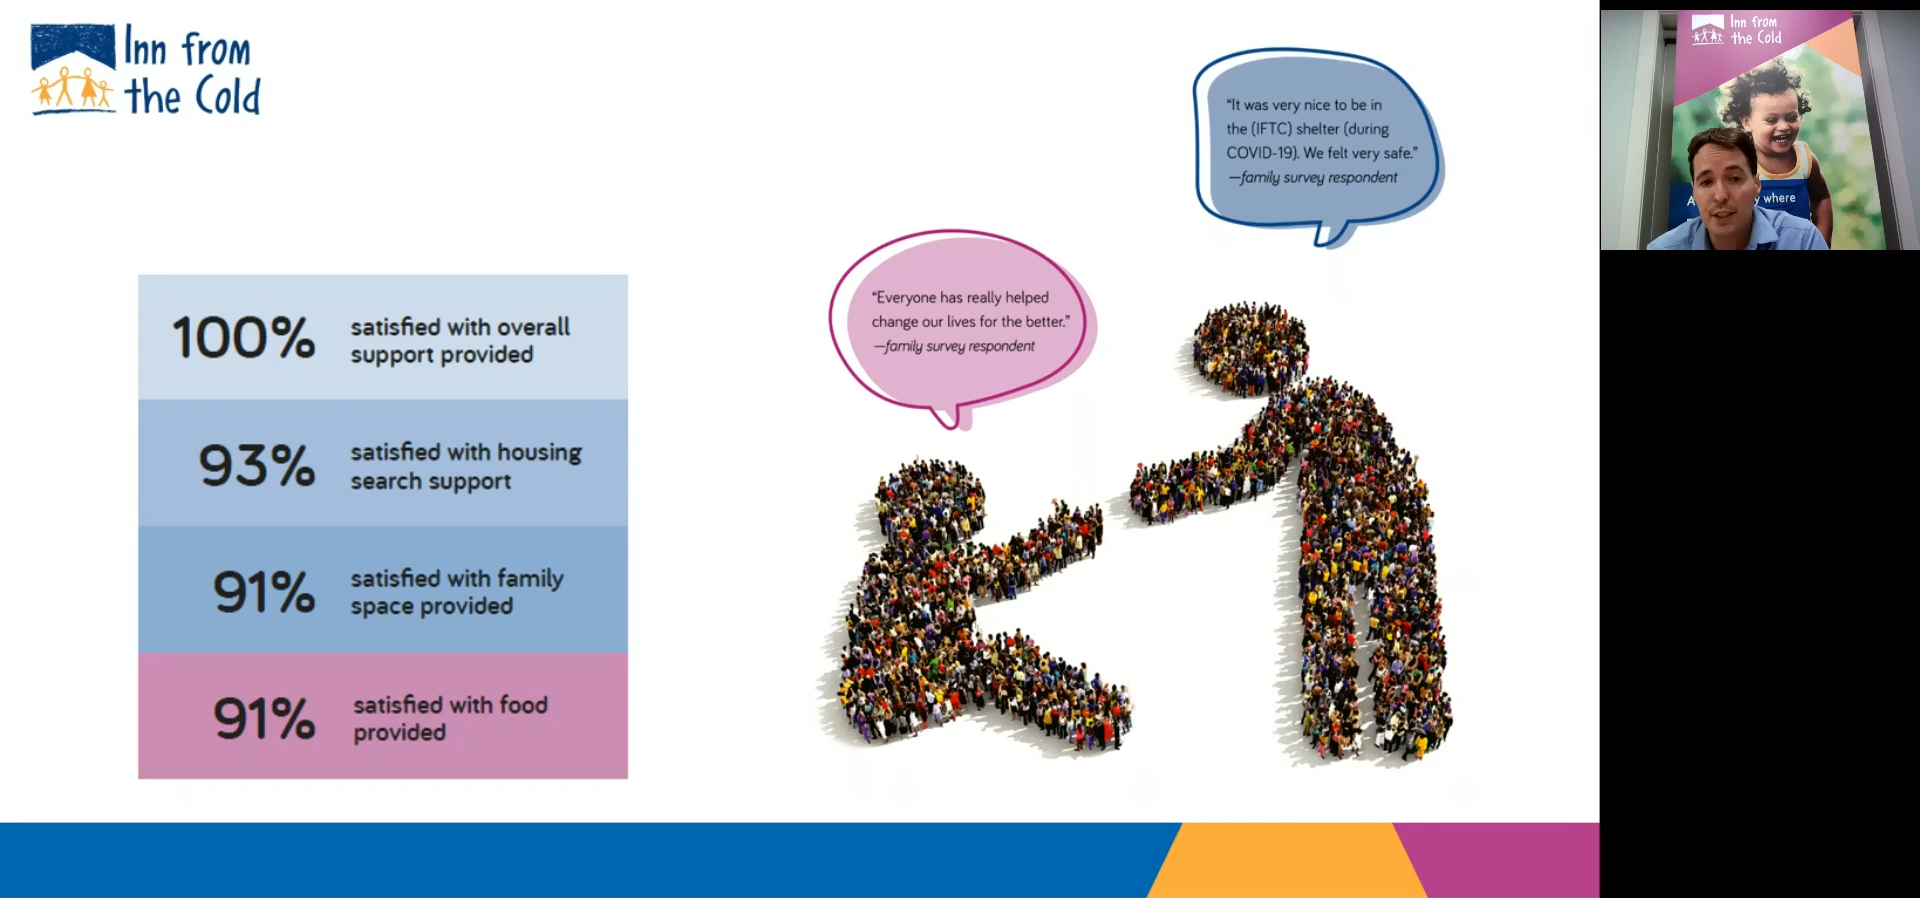 Inn from
the Cold
“It was very nice to be in
the (IFTC) shelter (during
COVID-19). We felt very safe.”
—family survey respondent
“Everyone has really helped
change our lives for the better.”
—family survey respondent
100%
satisfied with overall
support provided
93%
satisfied with housing
search support
91%
satisfied with family
space provided
91%
satisfied with food
provided
Inn from
the Cold
where